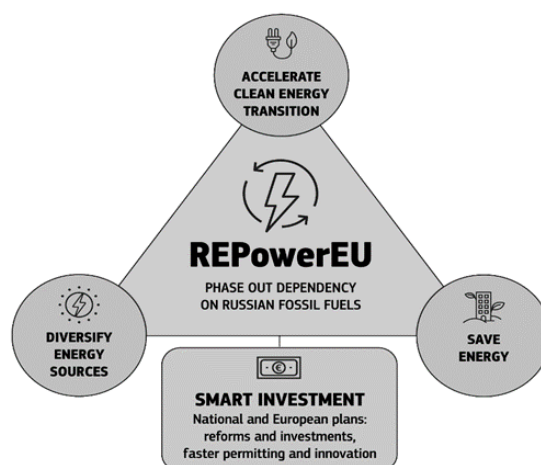 ACCELERATE
CLEAN ENERGY
TRANSITION
REPowerEU
PHASE OUT DEPENDENCY
ON RUSSIAN FOSSIL FUELS
DIVERSIFY
ENERGY
SOURCES
SAVE
ENERGY
€
SMART INVESTMENT
National and European plans:
reforms and investments,
faster permitting and innovation